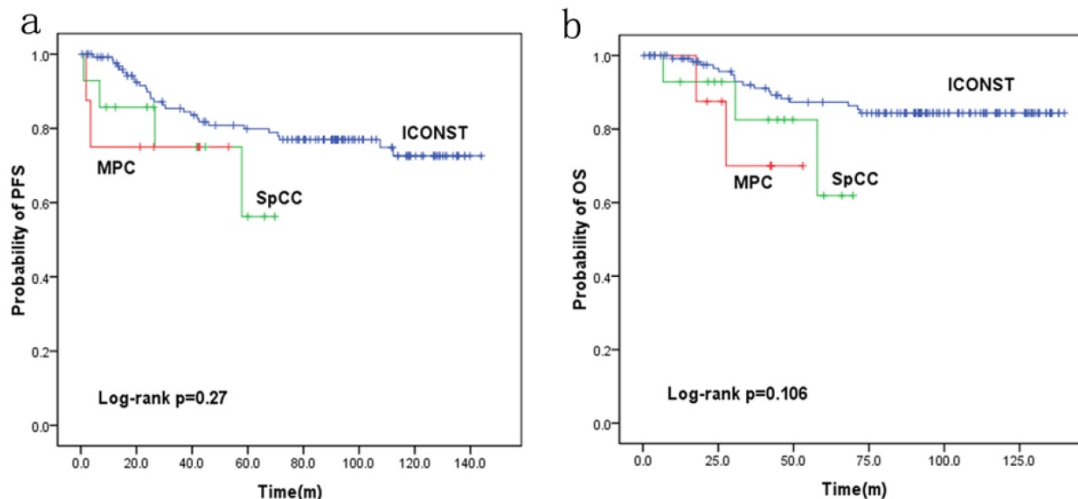 a
Probability of PFS
1.0
0.8
0.6
0.4
0.2
0.0
ICONST
MPC
SpCC
Log-rank p=0.27
0.0 20.0 40.0 60.0 80.0 100.0 120.0 140.0
Time(m)
b
Probability of OS
1.0
0.8
0.6
0.4
0.2
0.0
ICONST
MPC
SpCC
Log-rank p=0.106
0.0 25.0 50.0 75.0 100.0 125.0
Time(m)